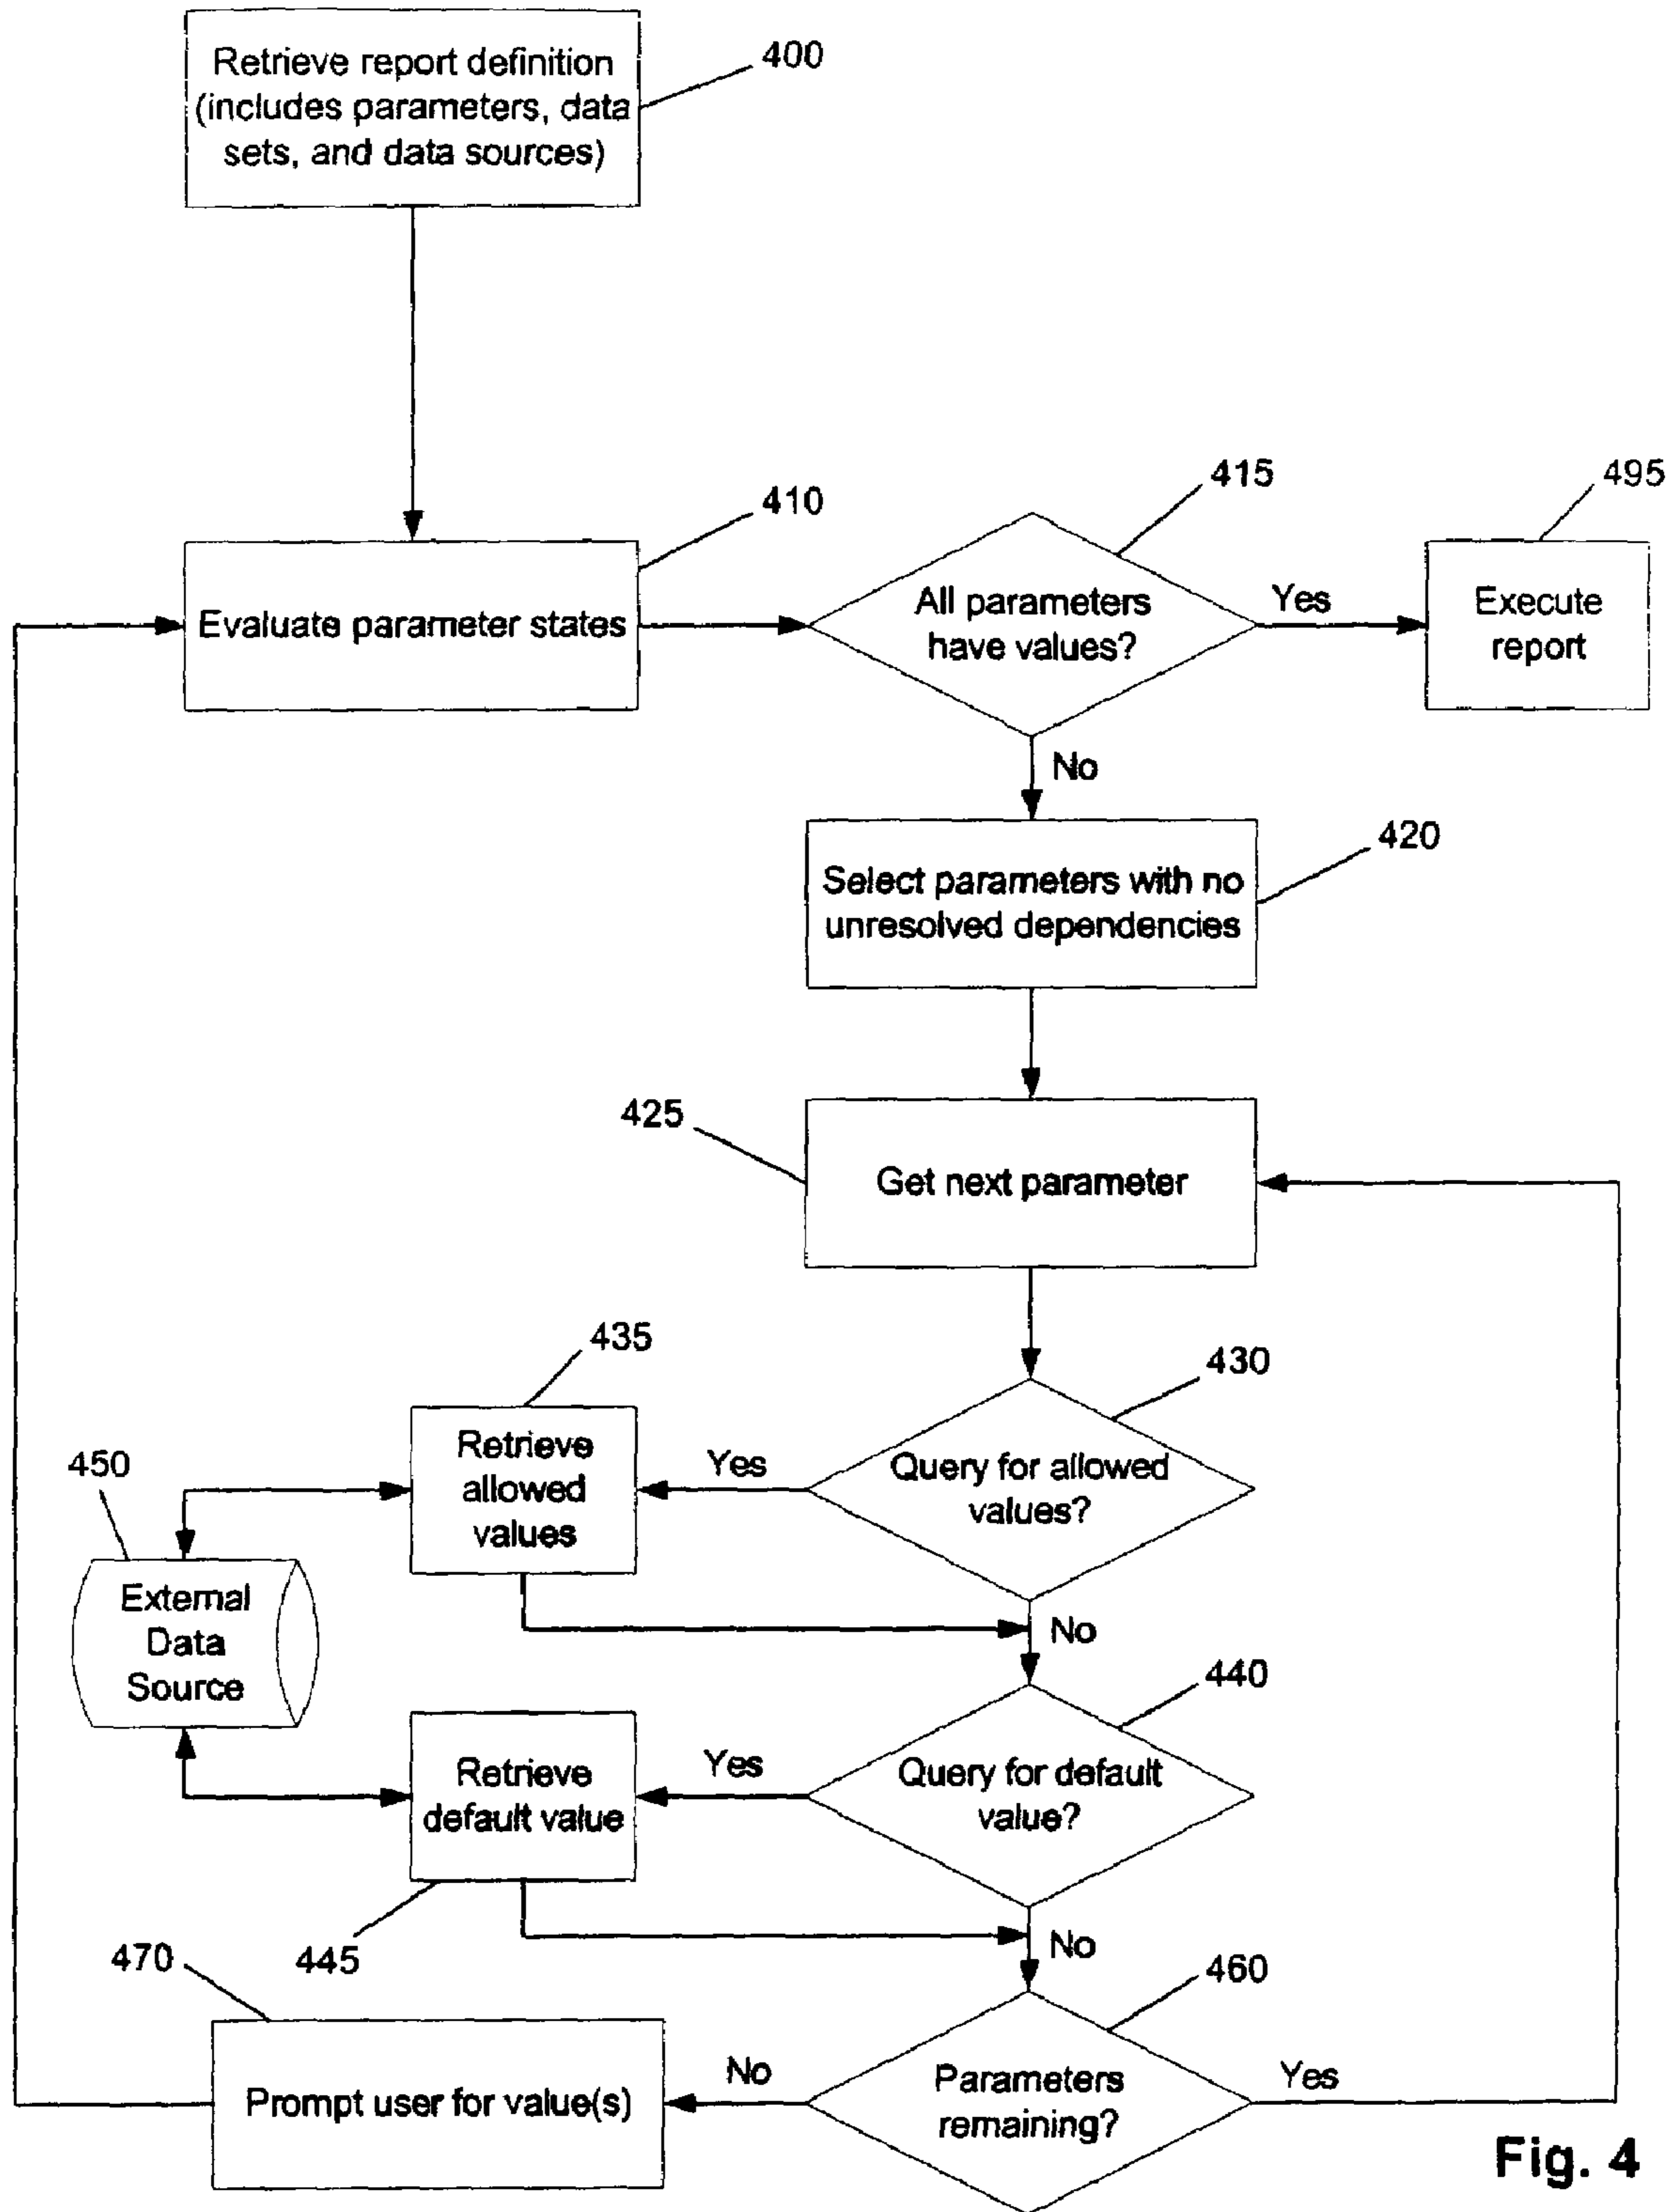 Retrieve report definition
(includes parameters, data
sets, and data sources)
400
410
415
495
Evaluate parameter states
All parameters
have values?
Yes
Execute
report
No
420
Select parameters with no
unresolved dependencies
425
Get next parameter
435
430
450
Retrieve
allowed
values
Yes
Query for allowed
values?
External
Data
Source
No
440
Retrieve
default value
Yes
Query for default
value?
470
445
No
460
Prompt user for value(s)
No
Parameters
remaining?
Yes
Fig. 4